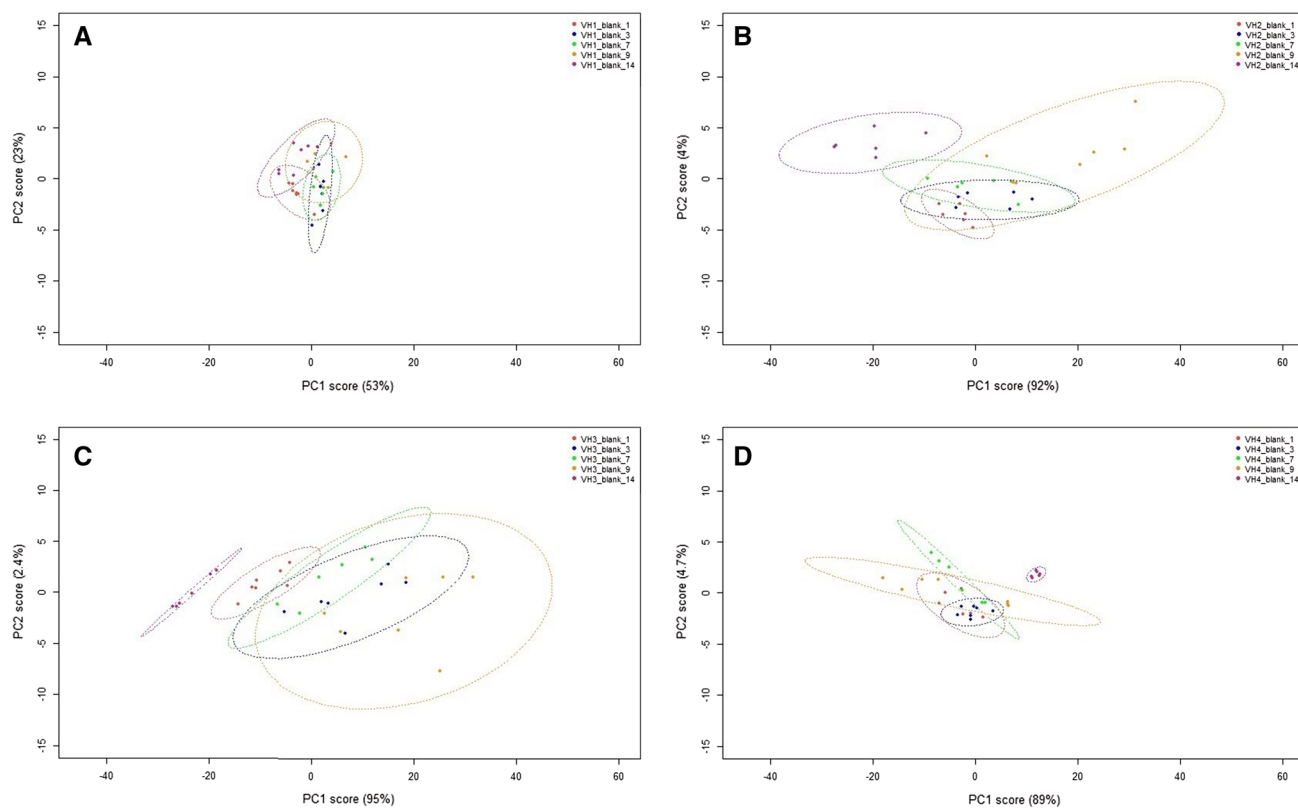 A
VH1_blank_1
VH1_blank_3
VH1_blank_7
VH1_blank_9
VH1_blank_14
15
10
5
0
-5
-10
-15
PC2 score (23%)
-40
-20
0
20
40
60
PC1 score (53%)
B
VH2_blank_1
VH2_blank_3
VH2_blank_7
VH2_blank_9
VH2_blank_14
15
10
5
0
-5
-10
-15
PC2 score (4%)
-40
-20
0
20
40
60
PC1 score (92%)
C
VH3_blank_1
VH3_blank_3
VH3_blank_7
VH3_blank_9
VH3_blank_14
15
10
5
0
-5
-10
-15
PC2 score (2.4%)
-40
-20
0
20
40
60
PC1 score (95%)
D
VH4_blank_1
VH4_blank_3
VH4_blank_7
VH4_blank_9
VH4_blank_14
15
10
5
0
-5
-10
-15
PC2 score (4.7%)
-40
-20
0
20
40
60
PC1 score (89%)